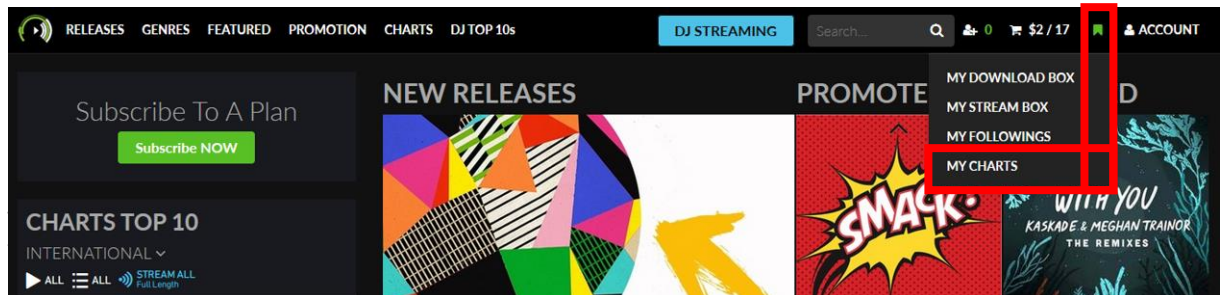 RELEASES GENRES FEATURED PROMOTION CHARTS DJ TOP 10s DJ STREAMING Search... 0 $2 / 17 ACCOUNT
Subscribe To A Plan
Subscribe NOW
CHARTS TOP 10
INTERNATIONAL
ALL ALL STREAM ALL
Full Length
NEW RELEASES
MY DOWNLOAD BOX
MY STREAM BOX
MY FOLLOWINGS
MY CHARTS
SMACK!
WITH YOU
KASKADE & MEGHAN TRAINOR
THE REMIXES